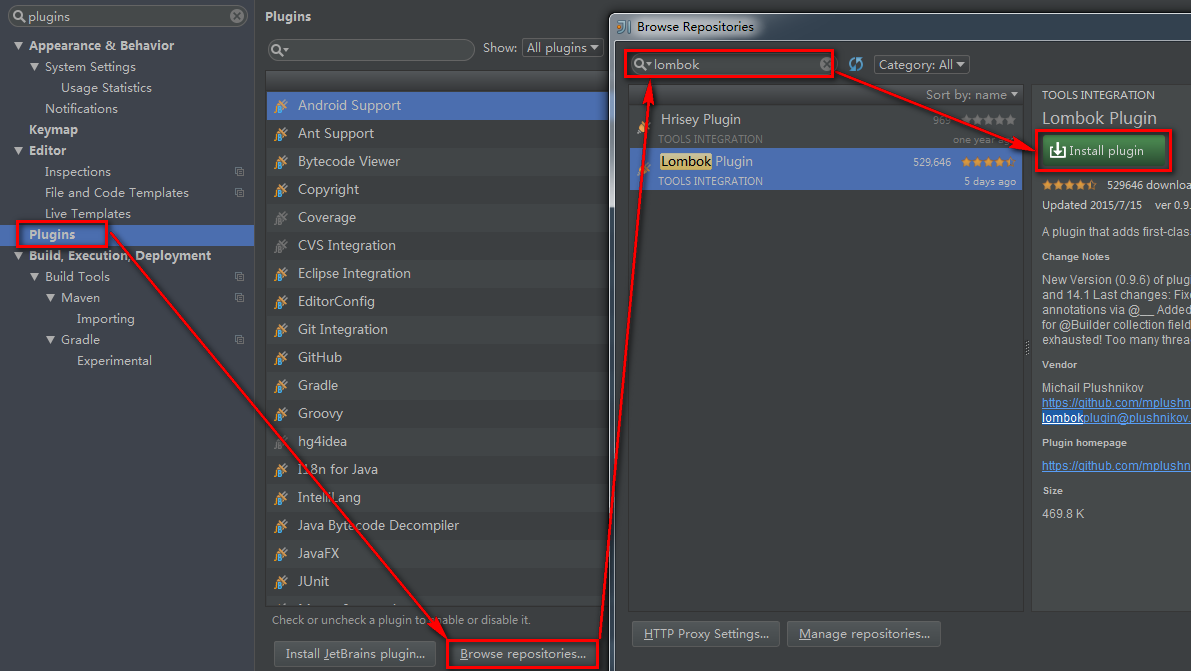 plugins
Appearance & Behavior
System Settings
Usage Statistics
Notifications
Keymap
Editor
Inspections
File and Code Templates
Live Templates
Plugins
Build, Execution, Deployment
Build Tools
Maven
Importing
Gradle
Experimental
Plugins
Show: All plugins
Android Support
Ant Support
Bytecode Viewer
Copyright
Coverage
CVS Integration
Eclipse Integration
EditorConfig
Git Integration
GitHub
Gradle
Groovy
hg4idea
I18n for Java
IntelliLang
Java Bytecode Decompiler
JavaFX
JUnit
Check or uncheck a plugin to enable or disable it.
Install JetBrains plugin...
Browse repositories...
Browse Repositories
lombok
Category: All
Sort by: name
Hrisey Plugin
969
TOOLS INTEGRATION
one year ago
Lombok Plugin
529,646
TOOLS INTEGRATION
5 days ago
HTTP Proxy Settings...
Manage repositories...
TOOLS INTEGRATION
Lombok Plugin
Install plugin
529646 downloa
Updated 2015/7/15 ver 0.9.
A plugin that adds first-clas
Change Notes
New Version (0.9.6) of plug
and 14.1 Last changes: Fixe
annotations via @__ Added
for @Builder collection field
exhausted! Too many threa
Vendor
Michail Plushnikov
https://github.com/mplushn
lombokplugin@plushnikov.
Plugin homepage
https://github.com/mplushn
Size
469.8 K